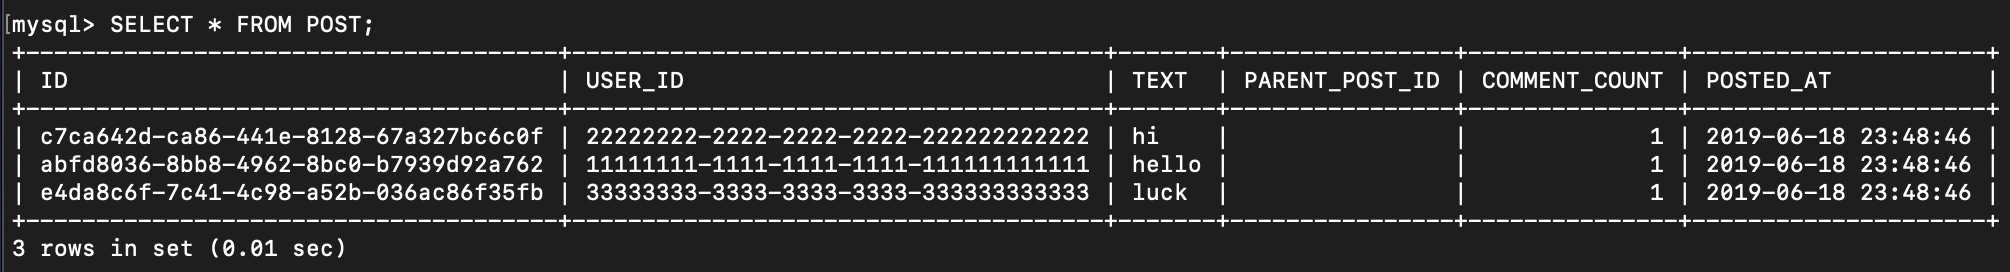 mysql> SELECT * FROM POST;
+--------------------------------------+--------------------------------------+-------+----------------+---------------+---------------------+
| ID                                   | USER_ID                              | TEXT  | PARENT_POST_ID | COMMENT_COUNT | POSTED_AT           |
+--------------------------------------+--------------------------------------+-------+----------------+---------------+---------------------+
| c7ca642d-ca86-441e-8128-67a327bc6c0f | 22222222-2222-2222-2222-222222222222 | hi    |                |             1 | 2019-06-18 23:48:46 |
| abfd8036-8bb8-4962-8bc0-b7939d92a762 | 11111111-1111-1111-1111-111111111111 | hello |                |             1 | 2019-06-18 23:48:46 |
| e4da8c6f-7c41-4c98-a52b-036ac86f35fb | 33333333-3333-3333-3333-333333333333 | luck  |                |             1 | 2019-06-18 23:48:46 |
+--------------------------------------+--------------------------------------+-------+----------------+---------------+---------------------+
3 rows in set (0.01 sec)